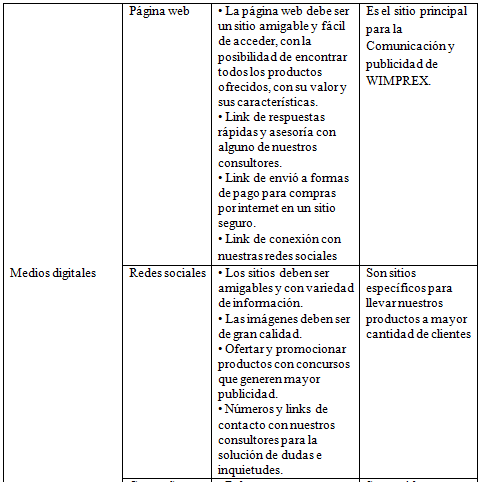 Página web
• La página web debe ser
un sitio amigable y fácil
de acceder, con la
posibilidad de encontrar
todos los productos
ofrecidos, con su valor y
sus características.
• Link de respuestas
rápidas y asesoría con
alguno de nuestros
consultores.
• Link de envió a formas
de pago para compras
por internet en un sitio
seguro.
• Link de conexión con
nuestras redes sociales
Es el sitio principal
para la
Comunicación y
publicidad de
WIMPREX.
Medios digitales
Redes sociales
• Los sitios deben ser
amigables y con variedad
de información.
• Las imágenes deben ser
de gran calidad.
• Ofertar y promocionar
productos con concursos
que generen mayor
publicidad.
• Números y links de
contacto con nuestros
consultores para la
solución de dudas e
inquietudes.
Son sitios
específicos para
llevar nuestros
productos a mayor
cantidad de clientes